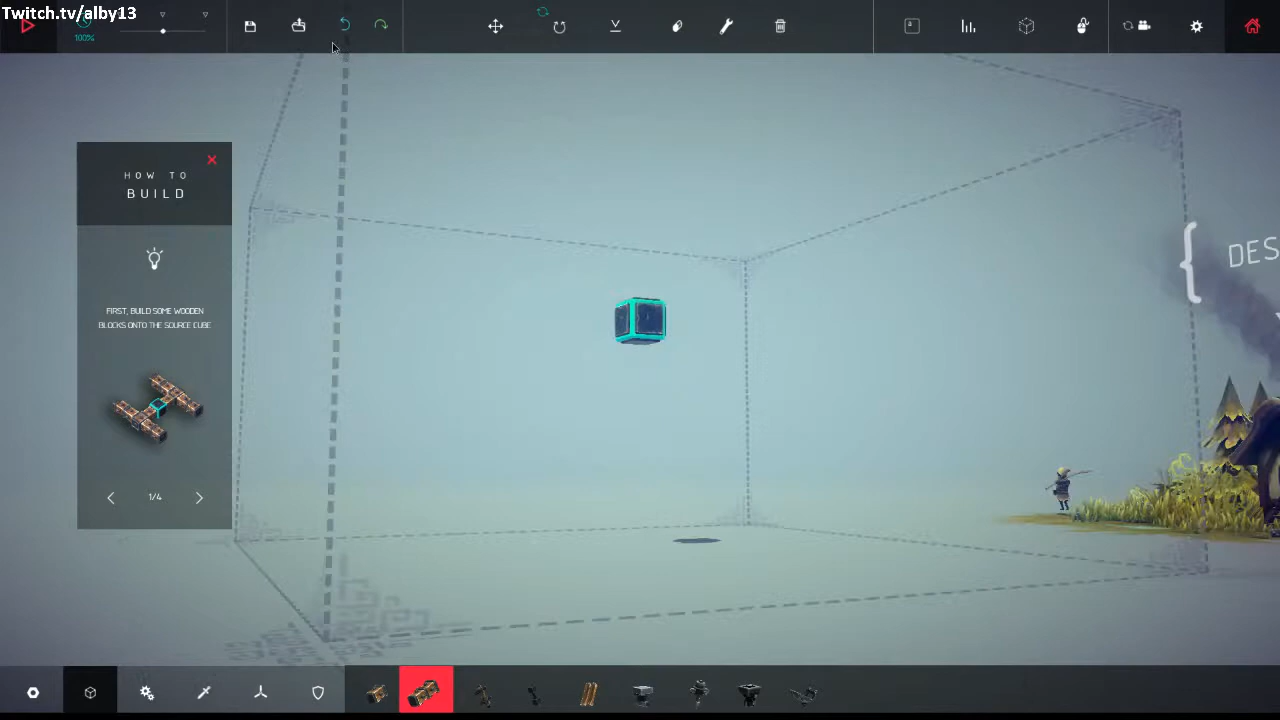 Twitch.tv/alby13
100%
HOW TO
BUILD
FIRST, BUILD SOME WOODEN
BLOCKS ONTO THE SOURCE CUBE
1/4
{ DES